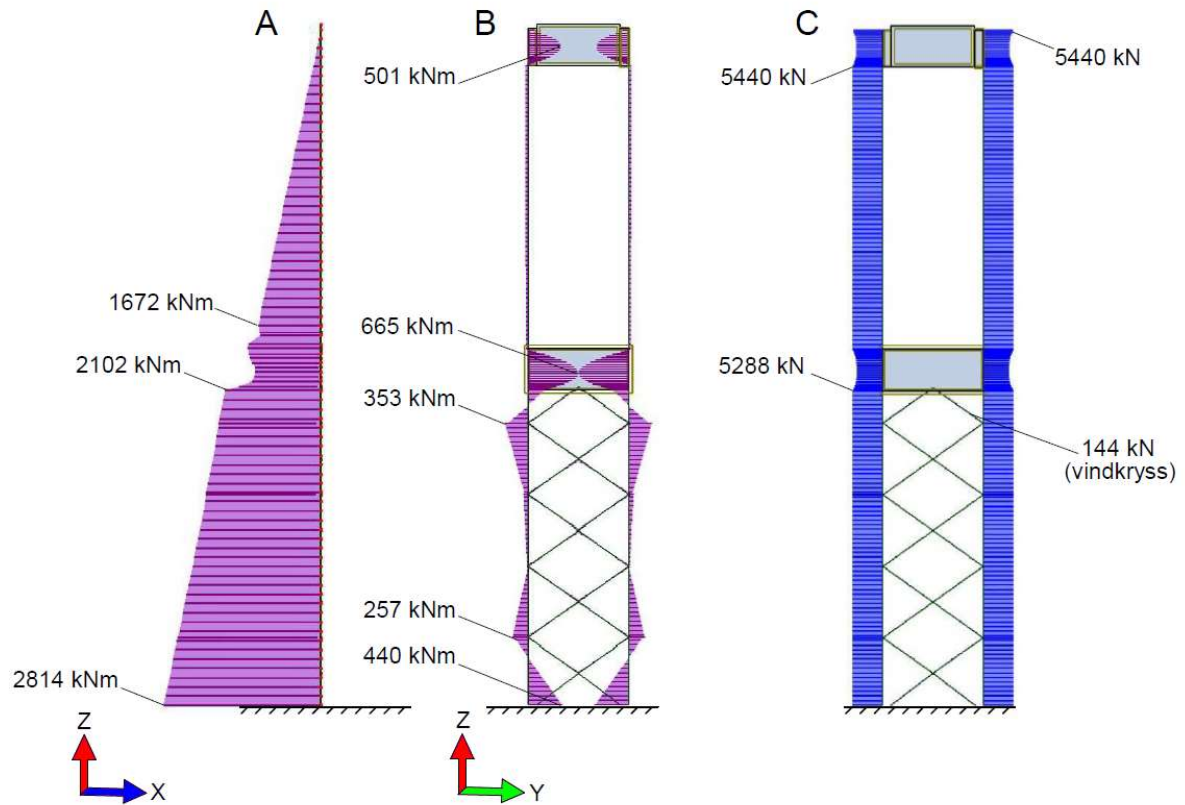 A
1672 kNm
2102 kNm
2814 kNm
Z
X
B
501 kNm
665 kNm
353 kNm
257 kNm
440 kNm
Z
Y
C
5440 kN
5440 kN
5288 kN
144 kN
(vindkryss)